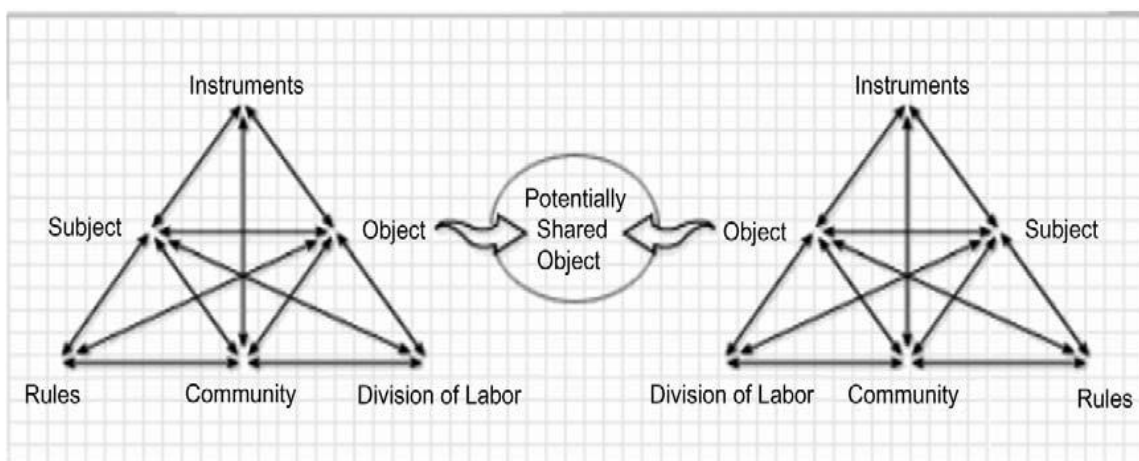 Instruments
Instruments
Subject
Object
Potentially
Shared
Object
Object
Subject
Rules
Community
Division of Labor
Division of Labor
Community
Rules